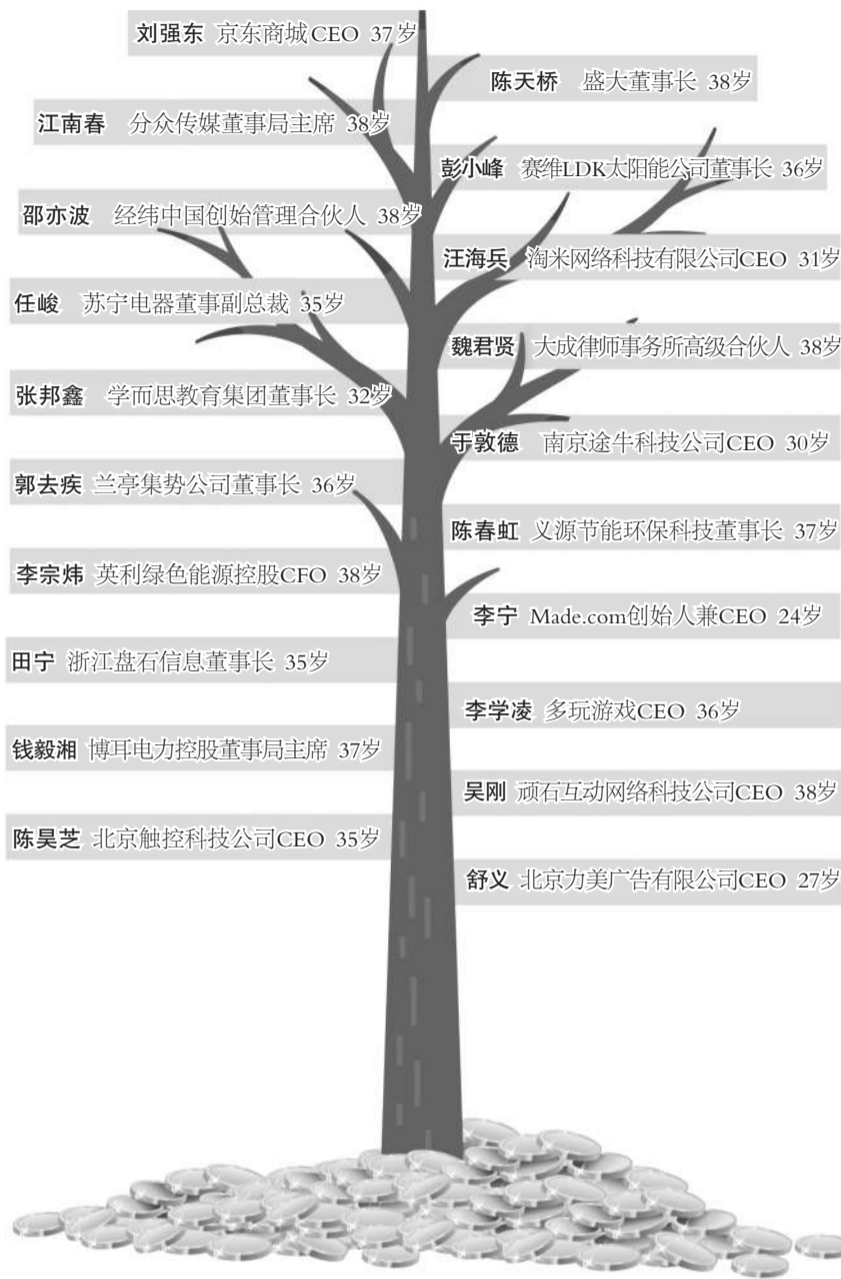 刘强东 京东商城CEO 37岁
陈天桥 盛大董事长 38岁
江南春 分众传媒董事局主席 38岁
彭小峰 赛维LDK太阳能公司董事长 36岁
邵亦波 经纬中国创始管理合伙人 38岁
汪海兵 淘米网络科技有限公司CEO 31岁
任峻 苏宁电器董事副总裁 35岁
魏君贤 大成律师事务所高级合伙人 38岁
张邦鑫 学而思教育集团董事长 32岁
于敦德 南京途牛科技公司CEO 30岁
郭去疾 兰亭集势公司董事长 36岁
陈春虹 义源节能环保科技董事长 37岁
李宗炜 英利绿色能源控股CFO 38岁
李宁 Made.com创始人兼CEO 24岁
田宁 浙江盘石信息董事长 35岁
李学凌 多玩游戏CEO 36岁
钱毅湘 博耳电力控股董事局主席 37岁
吴刚 顽石互动网络科技公司CEO 38岁
陈昊芝 北京触控科技公司CEO 35岁
舒义 北京力美广告有限公司CEO 27岁